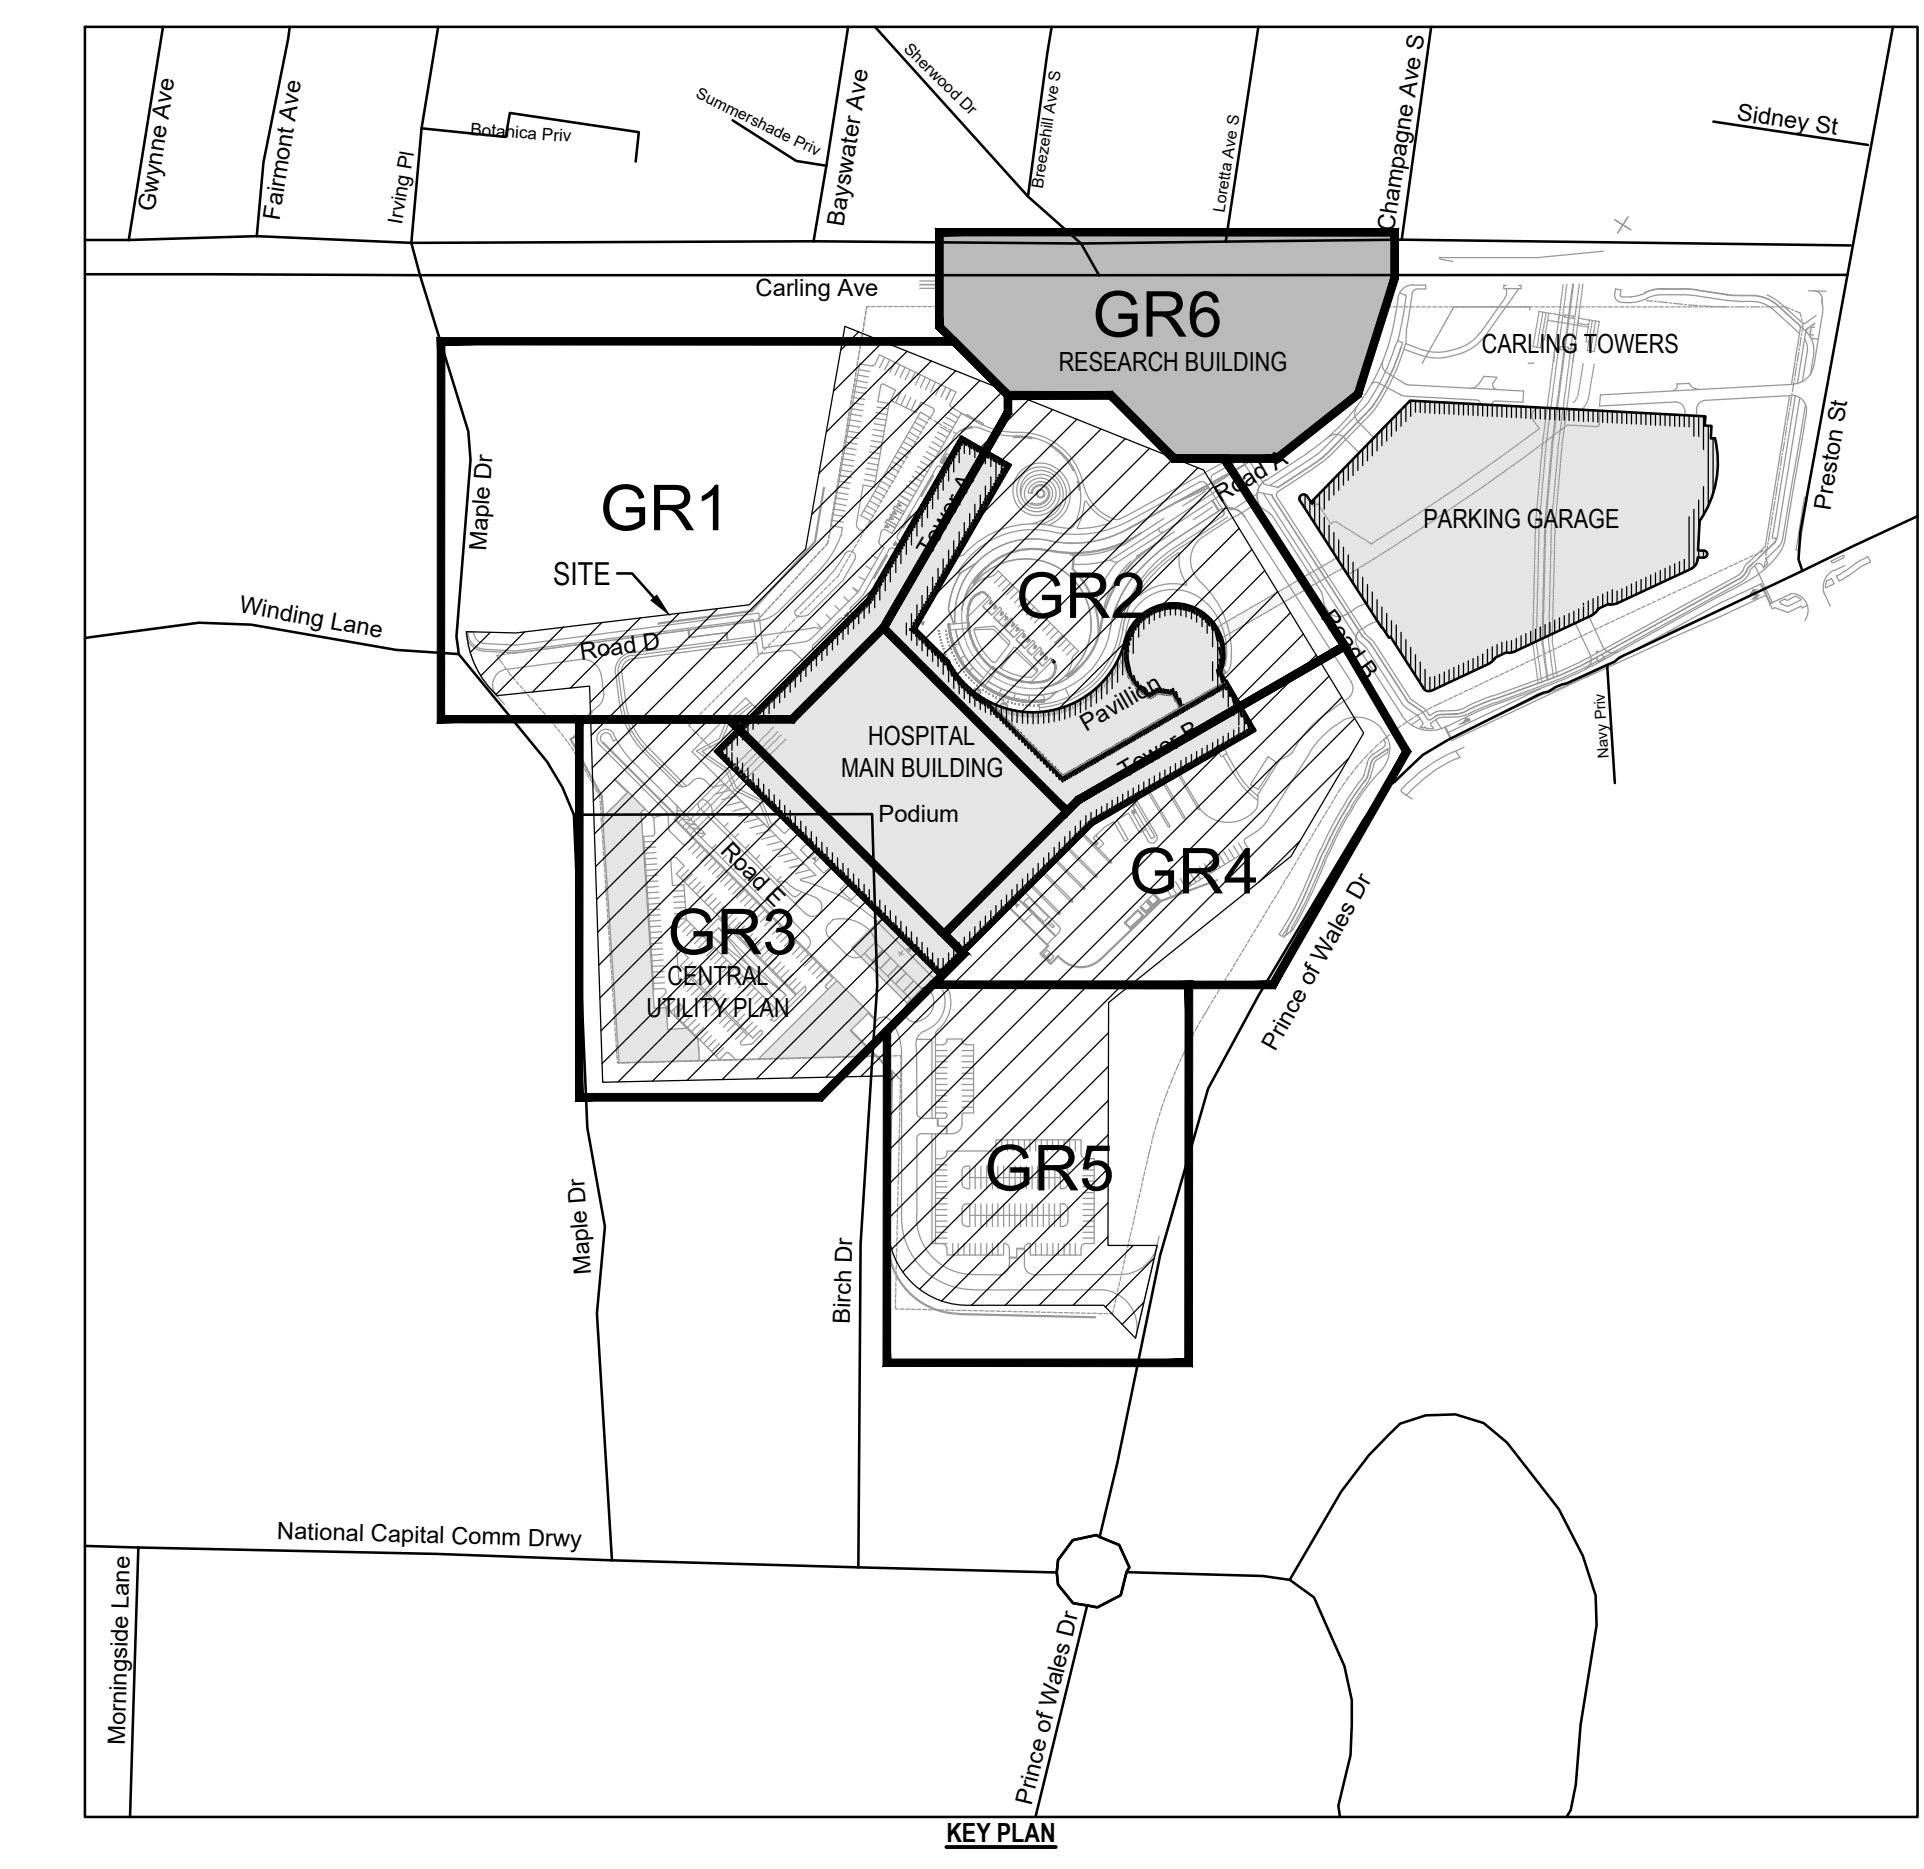 Gwynne Ave
Fairmont Ave
Irving Pl
Botanica Priv
Summershade Priv
Bayswater Ave
Sherwood Dr
Breezehill Ave S
Loretta Ave S
Champagne Ave S
Sidney St
Carling Ave
GR6
RESEARCH BUILDING
CARLING TOWERS
Preston St
Maple Dr
GR1
Tower A
Road A
PARKING GARAGE
SITE
GR2
Winding Lane
Road D
Road B
Pavillion
Tower B
Navy Priv
HOSPITAL
MAIN BUILDING
Podium
Road E
GR4
GR3
CENTRAL
UTILITY PLAN
Prince of Wales Dr
GR5
Maple Dr
Birch Dr
National Capital Comm Drwy
Morningside Lane
Prince of Wales Dr
KEY PLAN